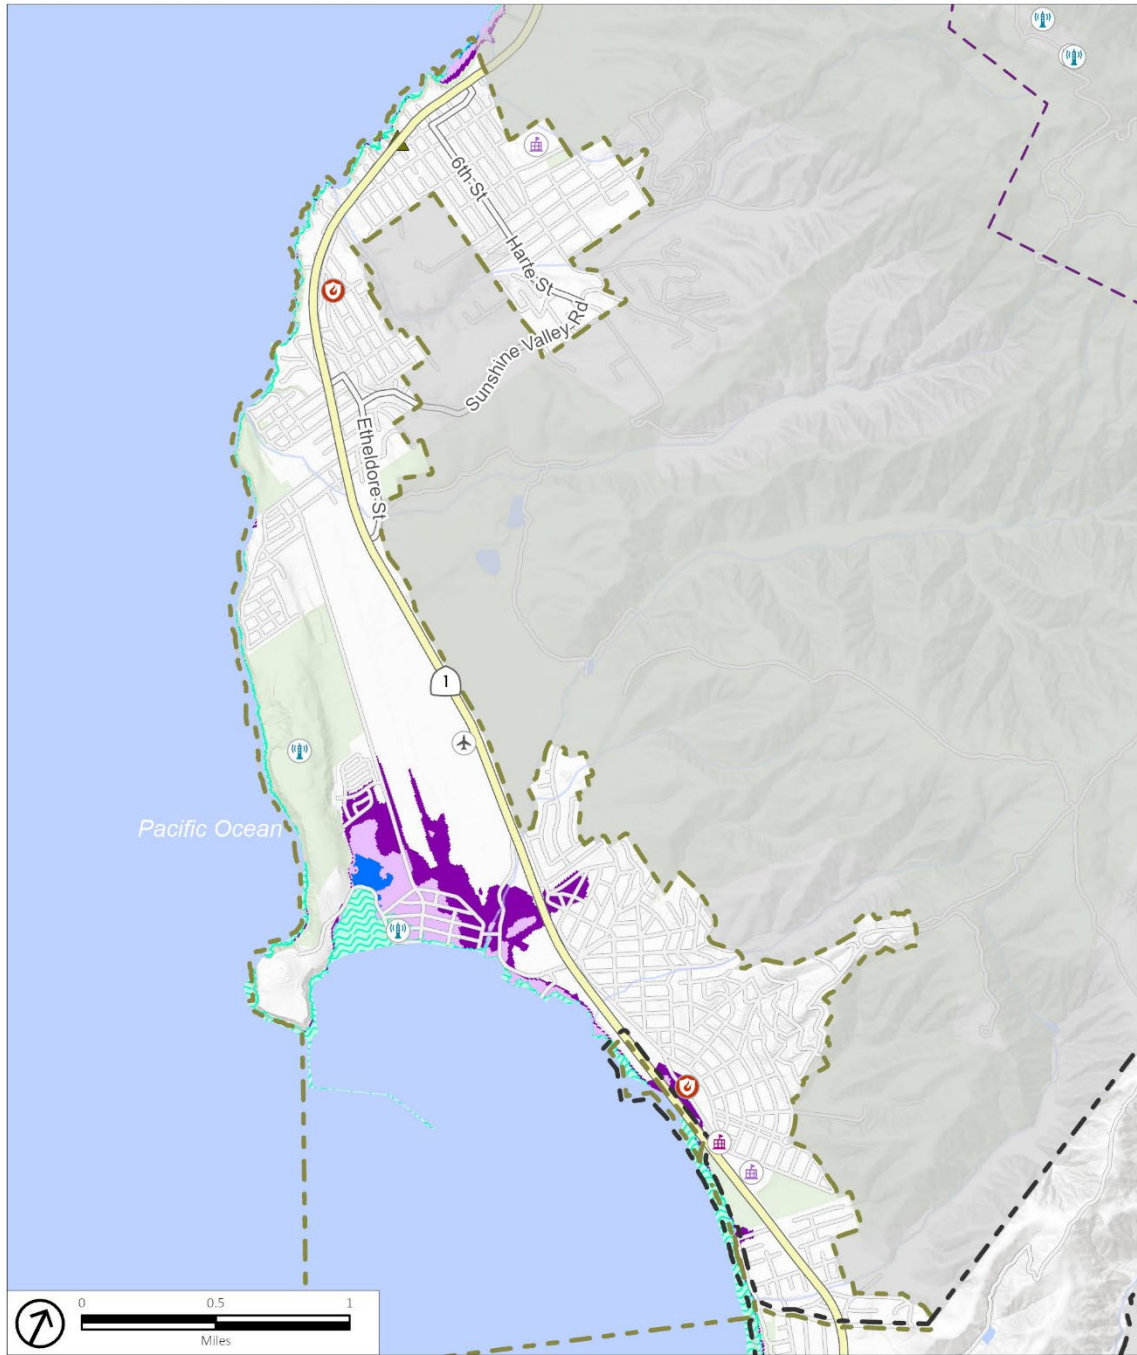 6th St
Harte St
Sunshine Valley Rd
Etheldore St
1
Pacific Ocean
0 0.5 1
Miles